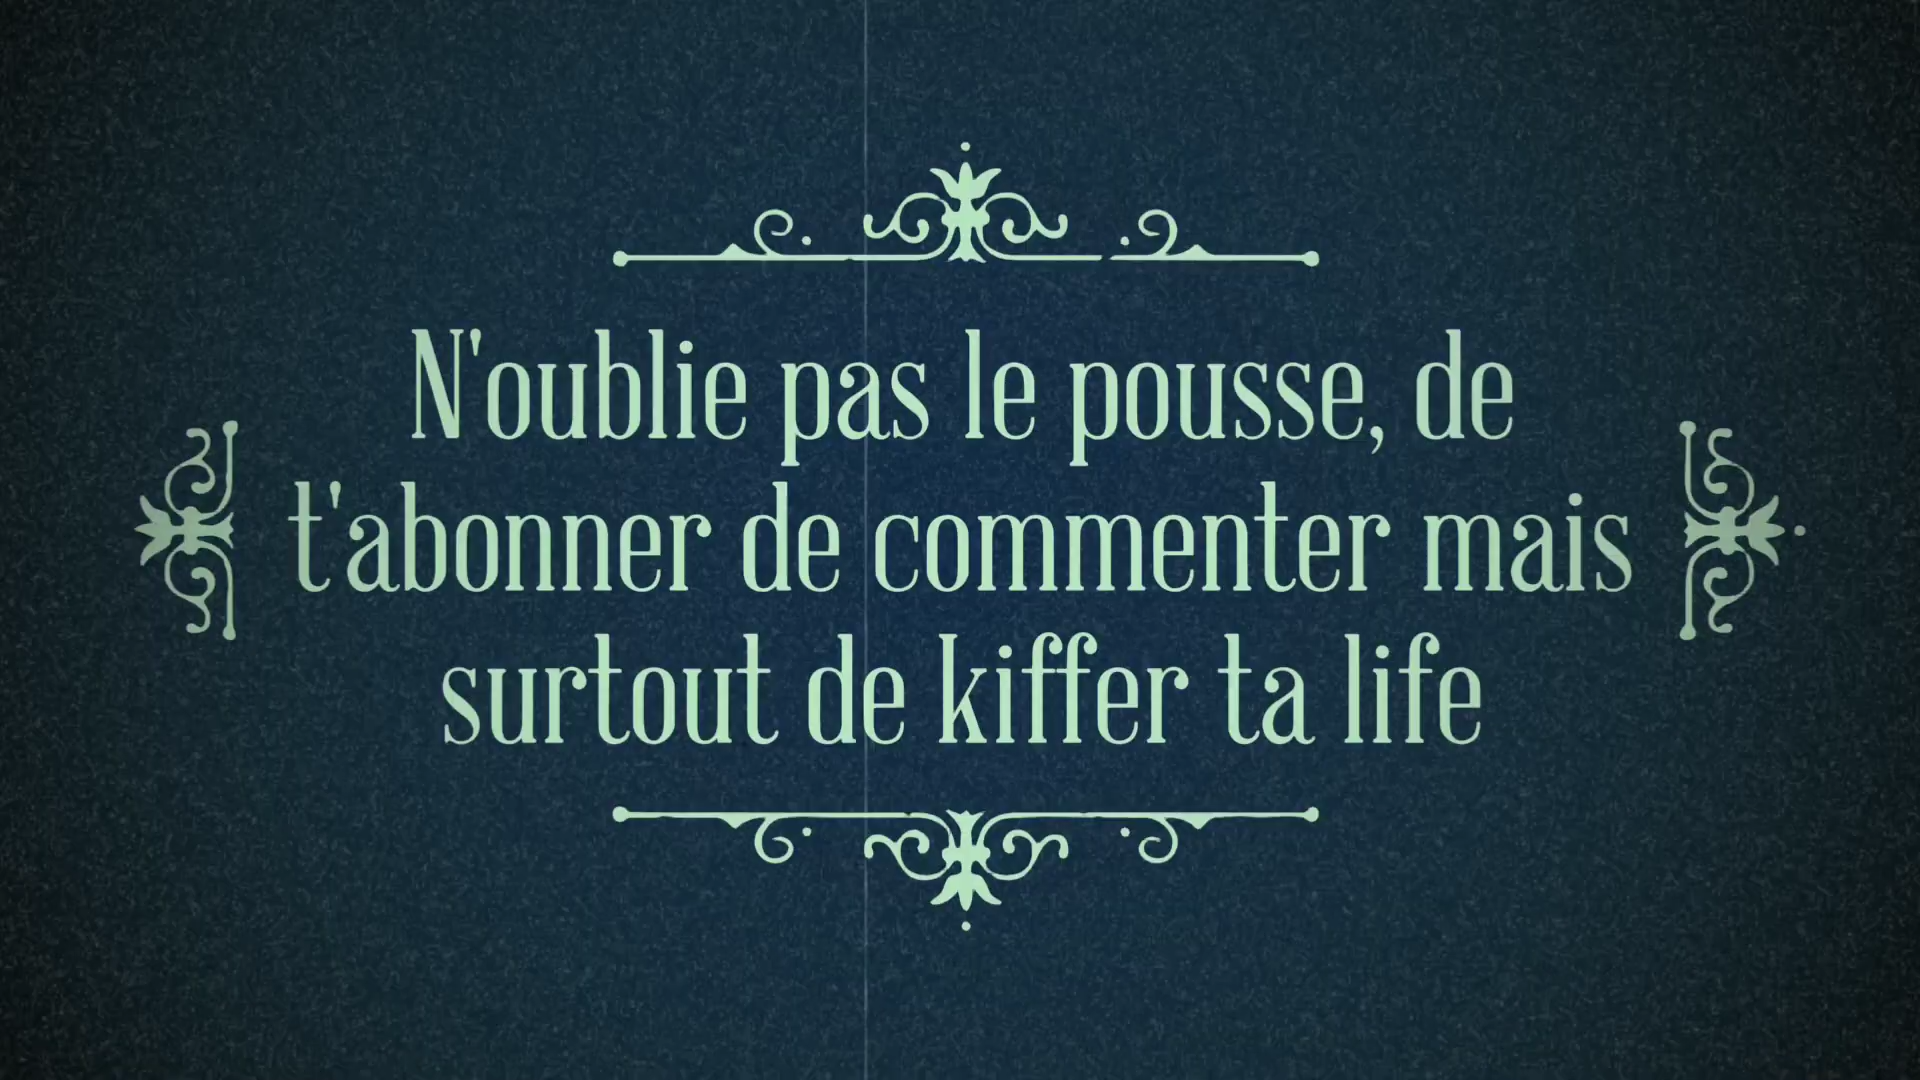 N'oublie pas le pousse, de
t'abonner de commenter mais
surtout de kiffer ta life